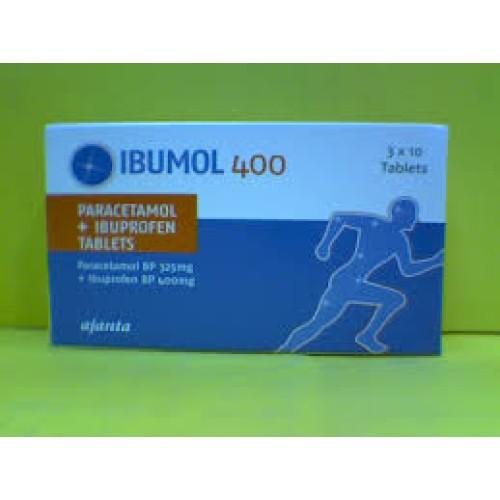 IBUMOL 400
3 x 10
Tablets
PARACETAMOL
+ IBUPROFEN
TABLETS
Paracetamol BP 325mg
+ Ibuprofen BP 400mg
ajanta